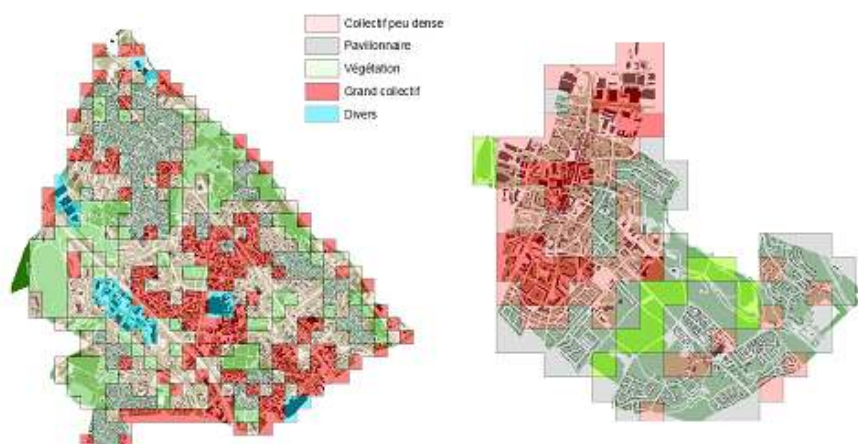 Collectif peu dense
Pavillonnaire
Végétation
Grand collectif
Divers